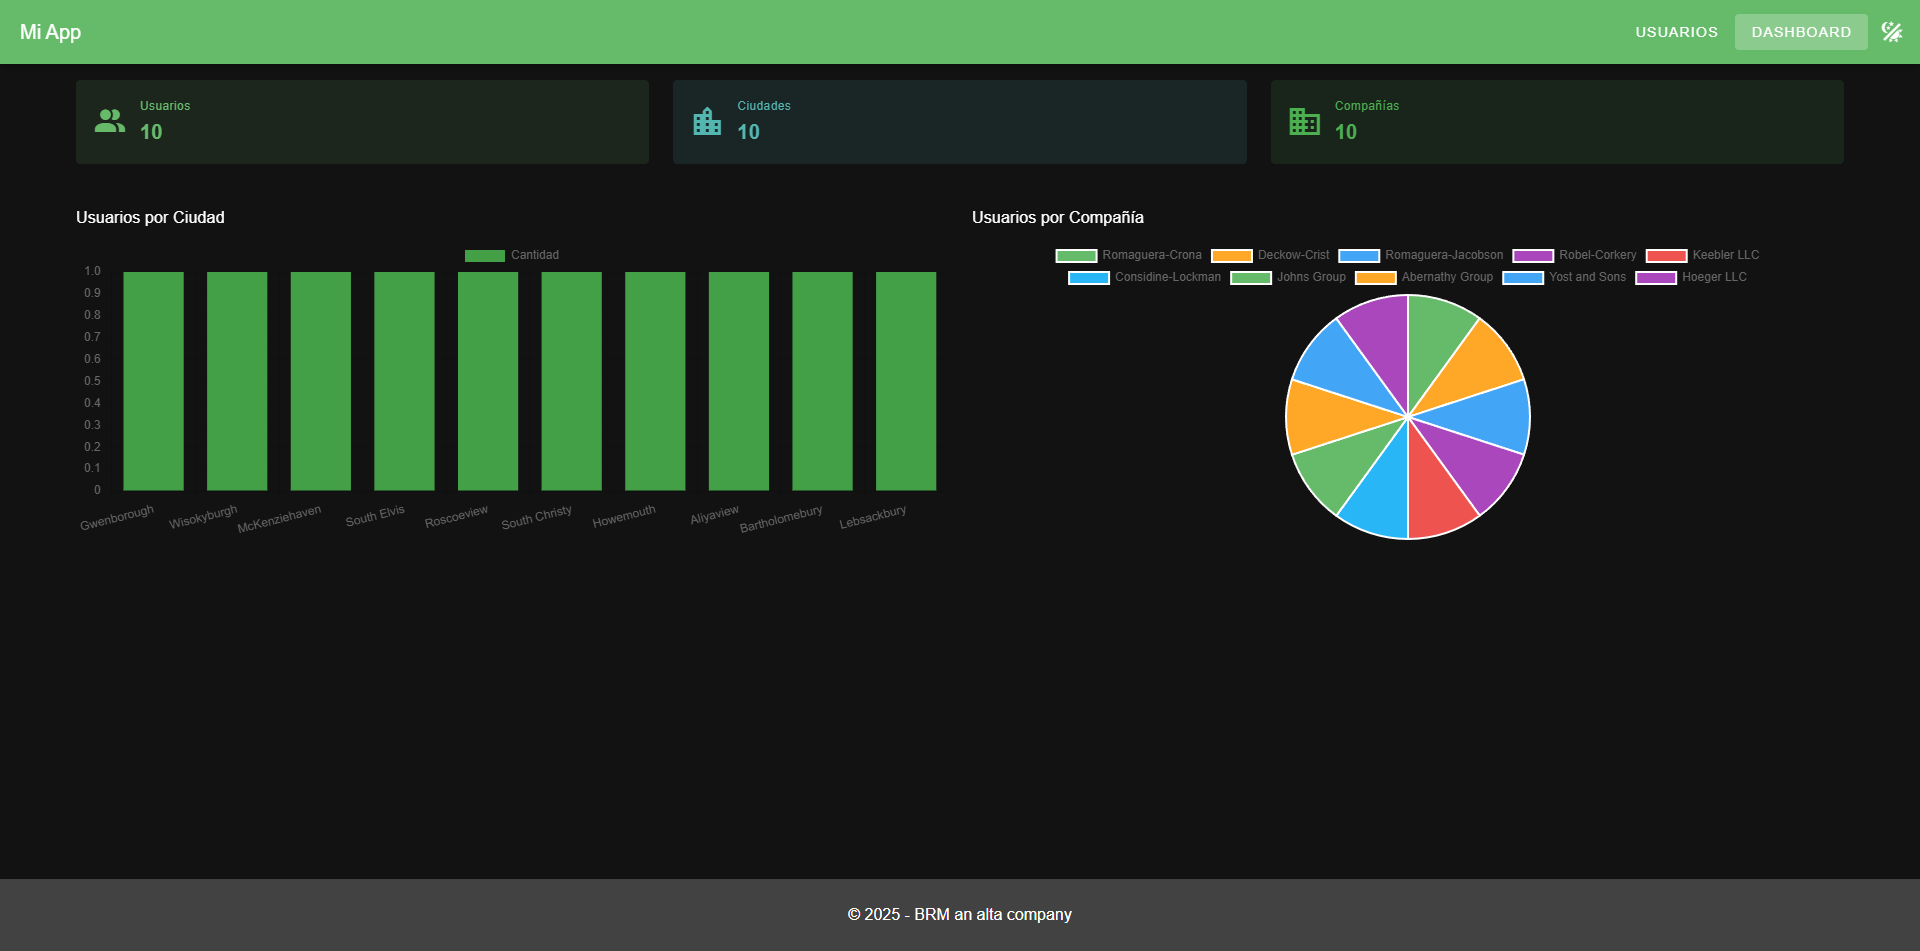 Mi App
USUARIOS
DASHBOARD
Usuarios
10
Ciudades
10
Compañías
10
Usuarios por Ciudad
Cantidad
1.0
0.9
0.8
0.7
0.6
0.5
0.4
0.3
0.2
0.1
0
Gwenborough
Wisokyburgh
McKenziehaven
South Elvis
Roscoeview
South Christy
Howemouth
Aliyaview
Bartholomebury
Lebsackbury
Usuarios por Compañía
Romaguera-Crona Deckow-Crist Romaguera-Jacobson Robel-Corkery Keebler LLC
Considine-Lockman Johns Group Abernathy Group Yost and Sons Hoeger LLC
© 2025 - BRM an alta company